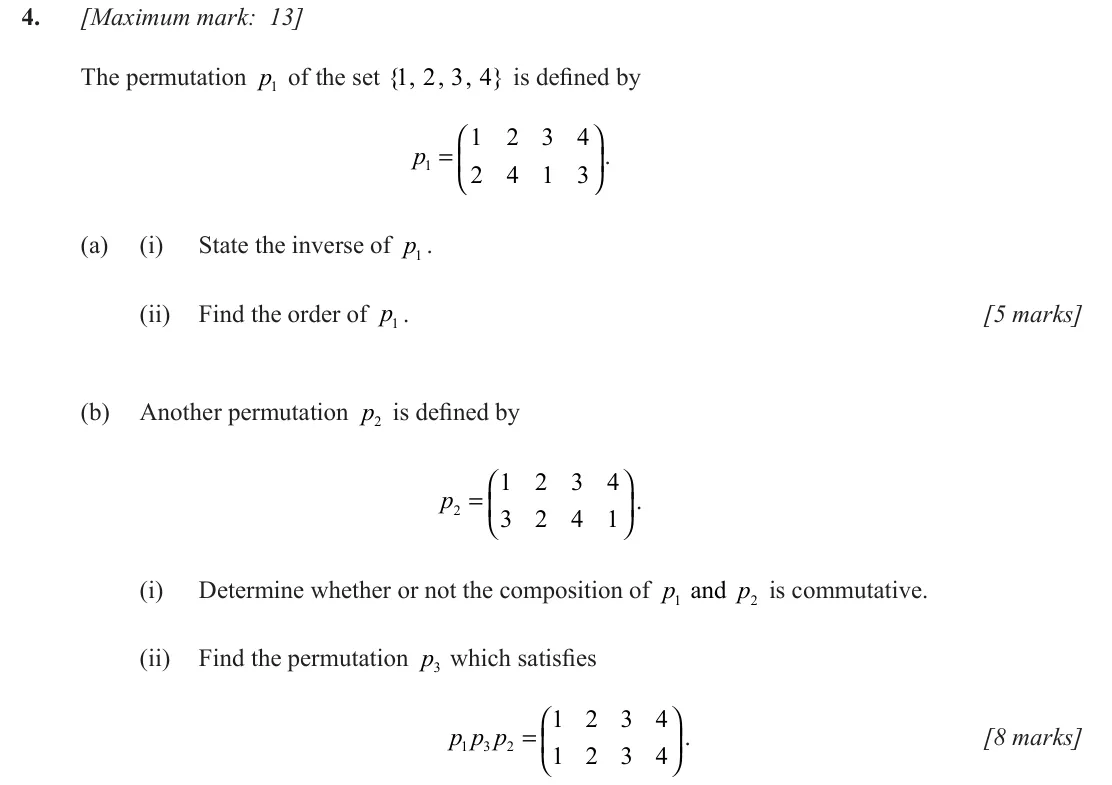 4. [Maximum mark: 13]
The permutation p₁ of the set {1, 2, 3, 4} is defined by
p₁ = (1 2 3 4
2 4 1 3).
(a) (i) State the inverse of p₁.
(ii) Find the order of p₁. [5 marks]
(b) Another permutation p₂ is defined by
p₂ = (1 2 3 4
3 2 4 1).
(i) Determine whether or not the composition of p₁ and p₂ is commutative.
(ii) Find the permutation p₃ which satisfies
p₁p₃p₂ = (1 2 3 4
1 2 3 4). [8 marks]